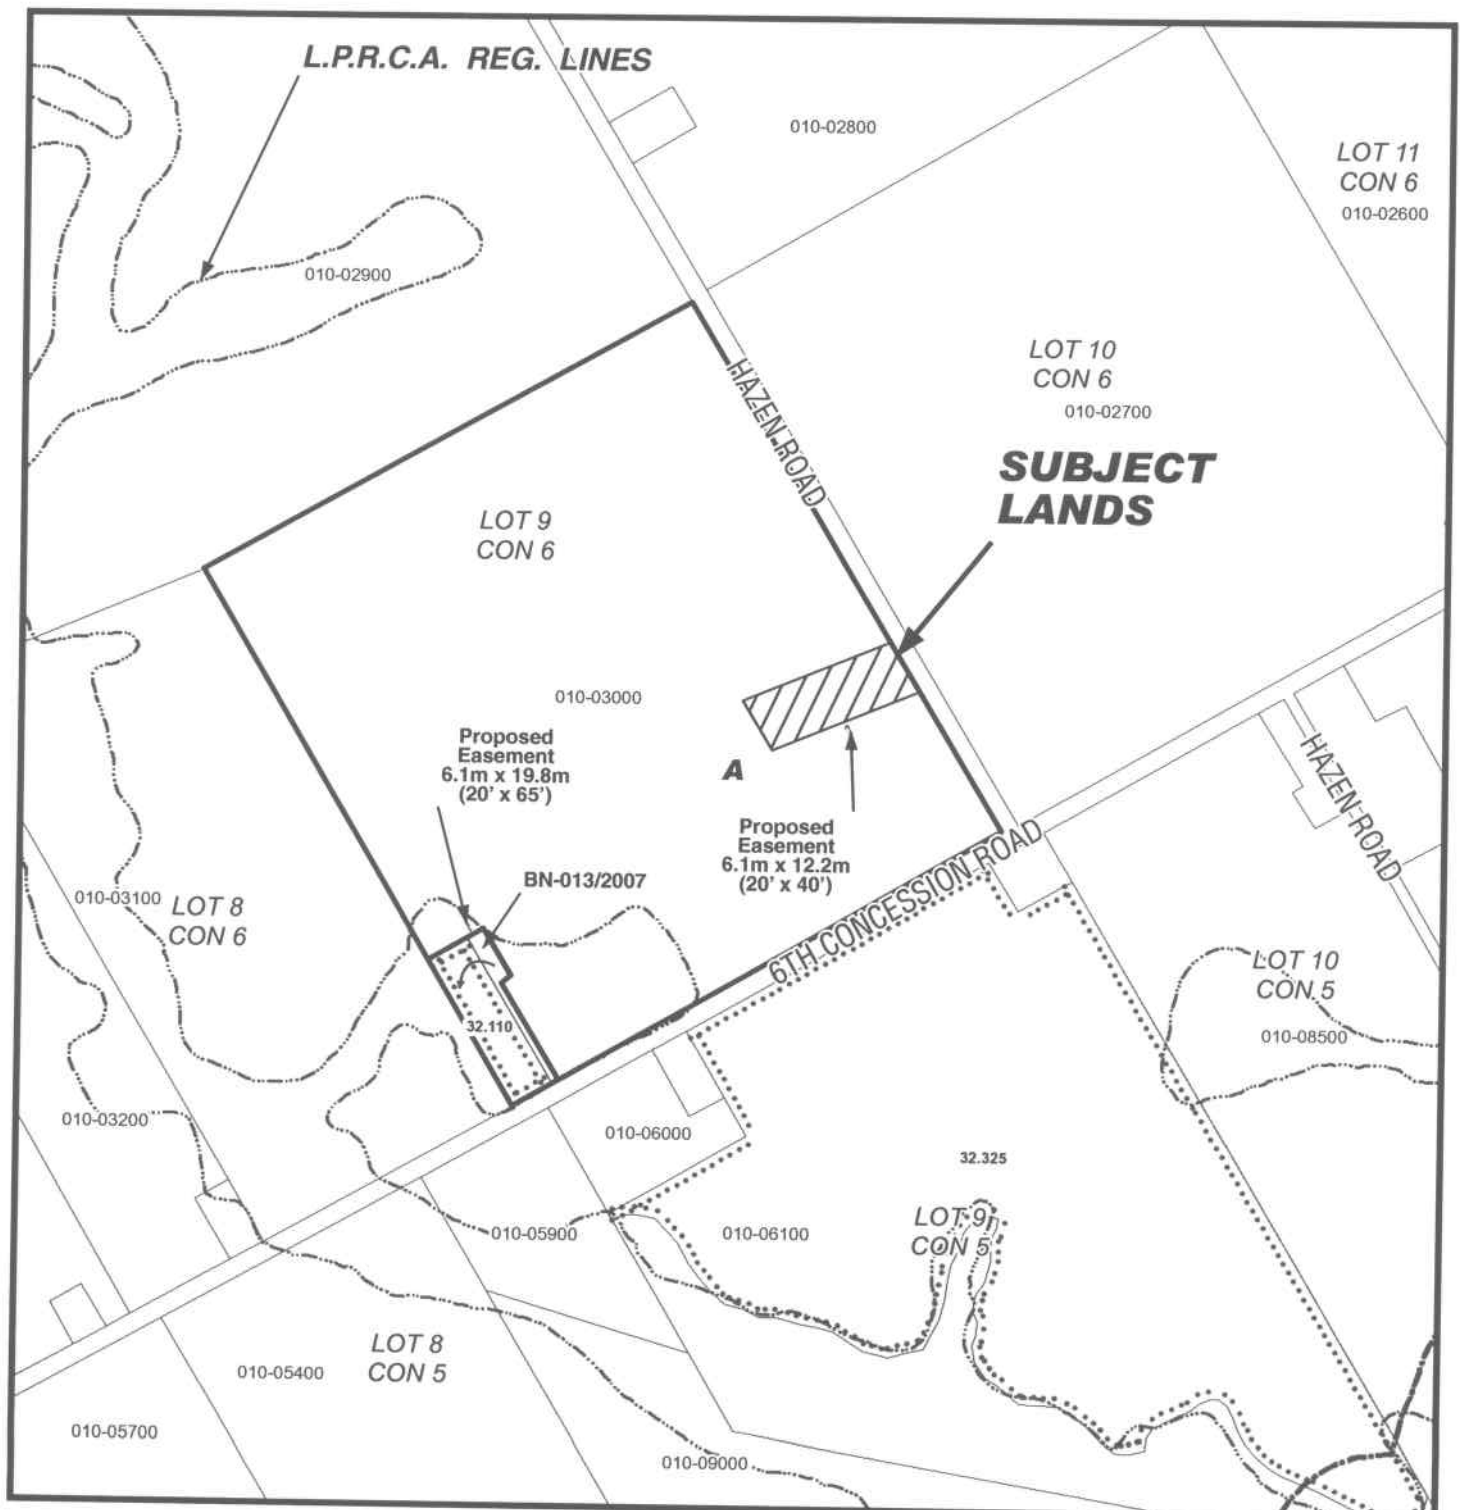 L.P.R.C.A. REG. LINES
010-02800
LOT 11
CON 6
010-02600
010-02900
LOT 10
CON 6
010-02700
HAZEN ROAD
SUBJECT
LANDS
LOT 9
CON 6
010-03000
Proposed
Easement
6.1m x 19.8m
(20' x 65')
A
Proposed
Easement
6.1m x 12.2m
(20' x 40')
HAZEN ROAD
BN-013/2007
6TH CONCESSION ROAD
010-03100
LOT 8
CON 6
LOT 10
CON 5
010-08500
32.110
010-03200
010-06000
32.325
010-05900
010-06100
LOT 9
CON 5
LOT 8
CON 5
010-05400
010-05700
010-09000